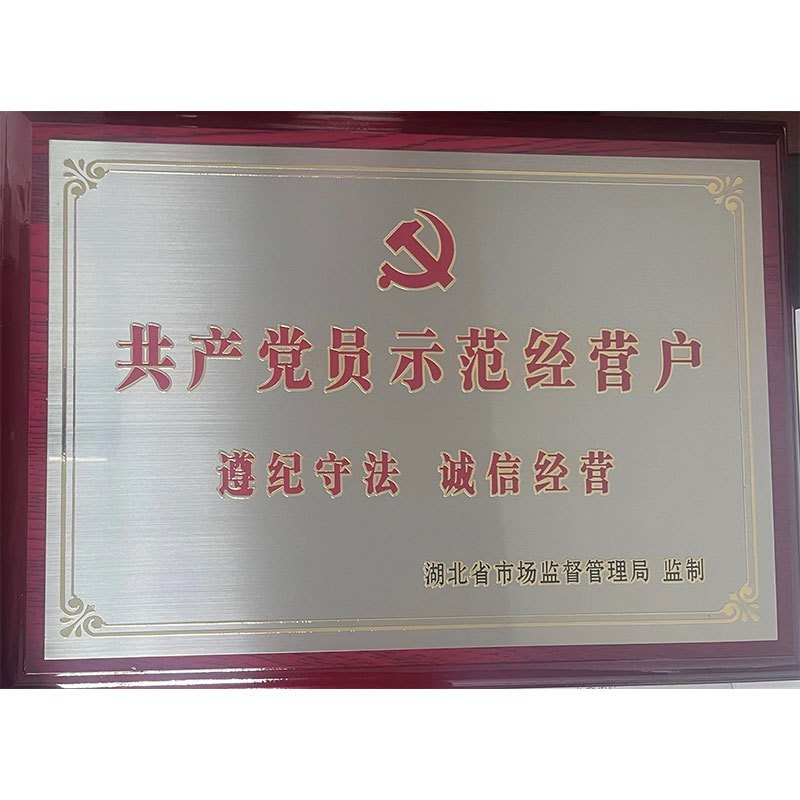 共产党员示范经营户
遵纪守法 诚信经营
湖北省市场监督管理局 监制